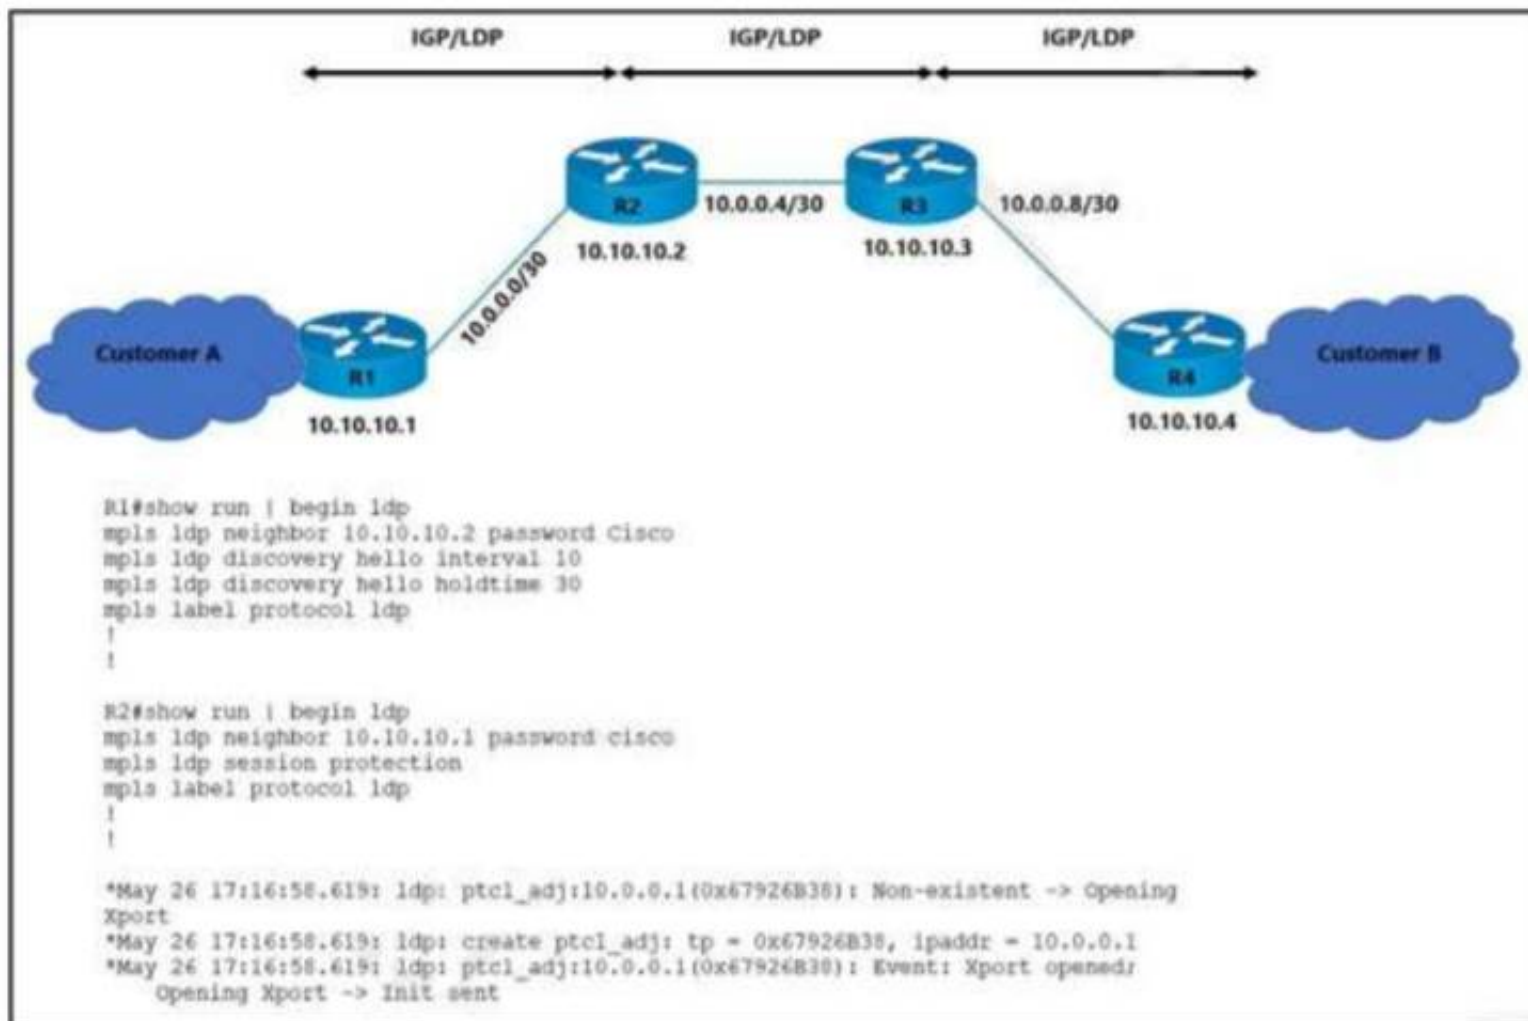 IGP/LDP
IGP/LDP
IGP/LDP
R2
10.0.0.4/30
R3
10.0.0.8/30
10.10.10.2
10.10.10.3
10.0.0.0/30
Customer A
R1
10.10.10.1
R4
Customer B
10.10.10.4
R1#show run | begin ldp
mpls ldp neighbor 10.10.10.2 password Cisco
mpls ldp discovery hello interval 10
mpls ldp discovery hello holdtime 30
mpls label protocol ldp
!
!
R2#show run | begin ldp
mpls ldp neighbor 10.10.10.1 password cisco
mpls ldp session protection
mpls label protocol ldp
!
!
*May 26 17:16:58.619: ldp: ptcl_adj:10.0.0.1(0x67926B38): Non-existent -> Opening
Xport
*May 26 17:16:58.619: ldp: create ptcl_adj: tp = 0x67926B38, ipaddr = 10.0.0.1
*May 26 17:16:58.619: ldp: ptcl_adj:10.0.0.1(0x67926B38): Event: Xport opened;
Opening Xport -> Init sent